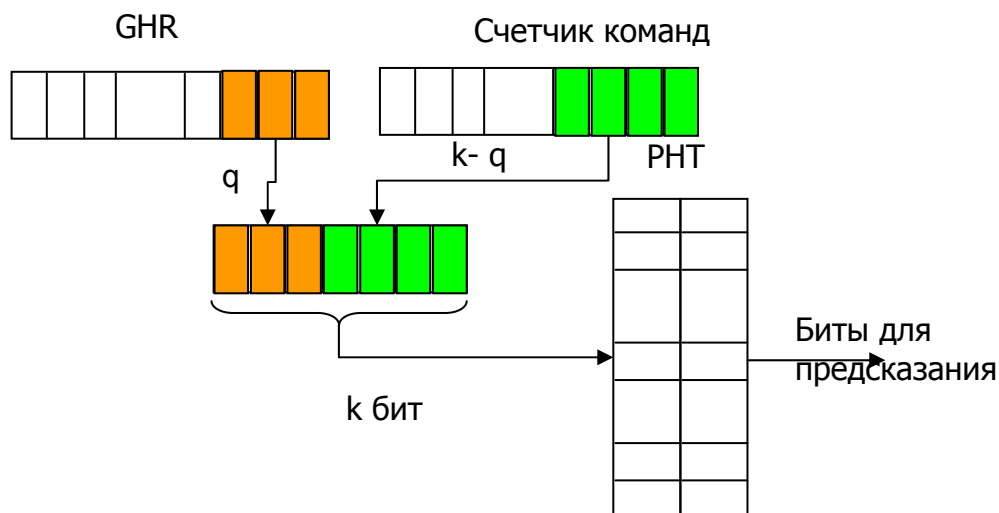 GHR
Счетчик команд
q
k- q
PHT
k бит
Биты для
предсказания